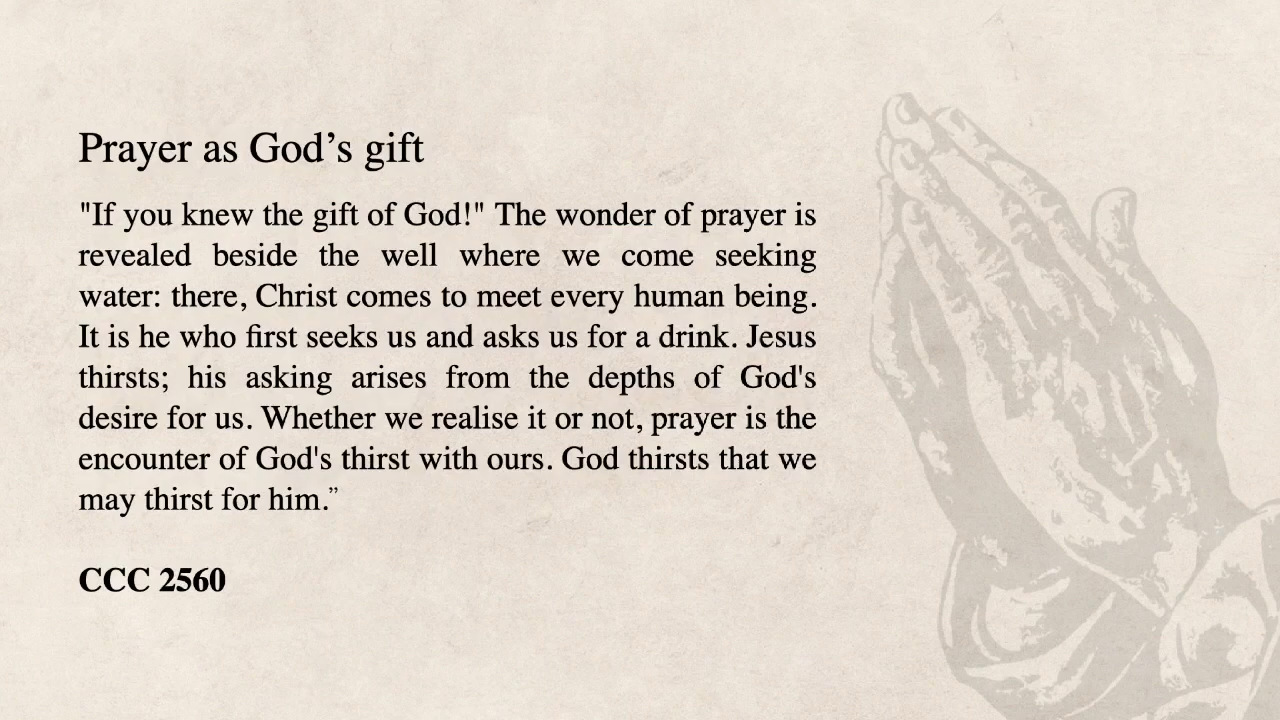 Prayer as God’s gift
"If you knew the gift of God!" The wonder of prayer is
revealed beside the well where we come seeking
water: there, Christ comes to meet every human being.
It is he who first seeks us and asks us for a drink. Jesus
thirsts; his asking arises from the depths of God's
desire for us. Whether we realise it or not, prayer is the
encounter of God's thirst with ours. God thirsts that we
may thirst for him.”
CCC 2560